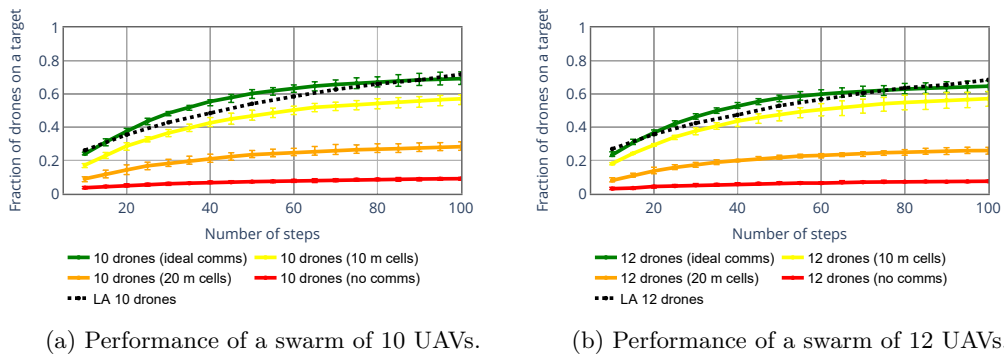 Fraction of drones on a target
1
0.8
0.6
0.4
0.2
0
20 40 60 80 100
Number of steps
10 drones (ideal comms) 10 drones (10 m cells)
10 drones (20 m cells) 10 drones (no comms)
LA 10 drones
(a) Performance of a swarm of 10 UAVs.
Fraction of drones on a target
1
0.8
0.6
0.4
0.2
0
20 40 60 80 100
Number of steps
12 drones (ideal comms) 12 drones (10 m cells)
12 drones (20 m cells) 12 drones (no comms)
LA 12 drones
(b) Performance of a swarm of 12 UAVs